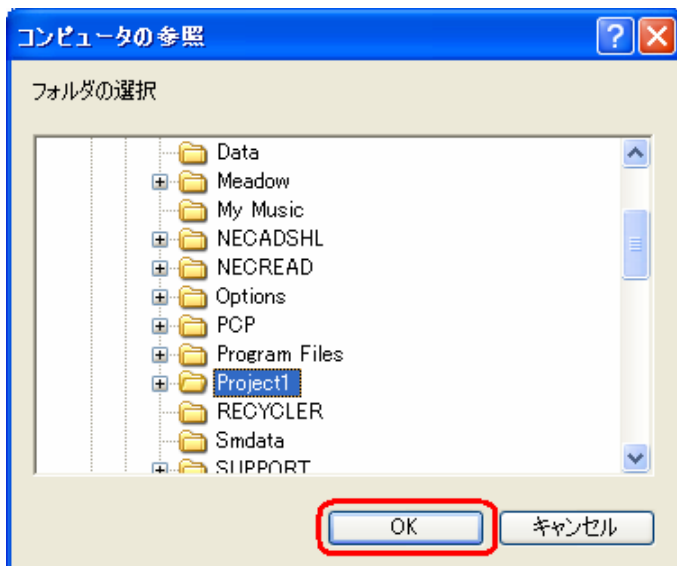 コンピュータの参照
フォルダの選択
Data
Meadow
My Music
NECADSHL
NECREAD
Options
PCP
Program Files
Project1
RECYCLER
Smdata
SUPPORT
OK キャンセル